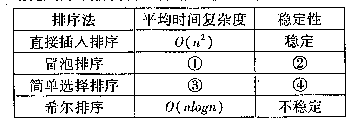 排序法 平均时间复杂度 稳定性
直接插入排序 O(n²) 稳定
冒泡排序 ① ②
简单选择排序 ③ ④
希尔排序 O(nlogn) 不稳定